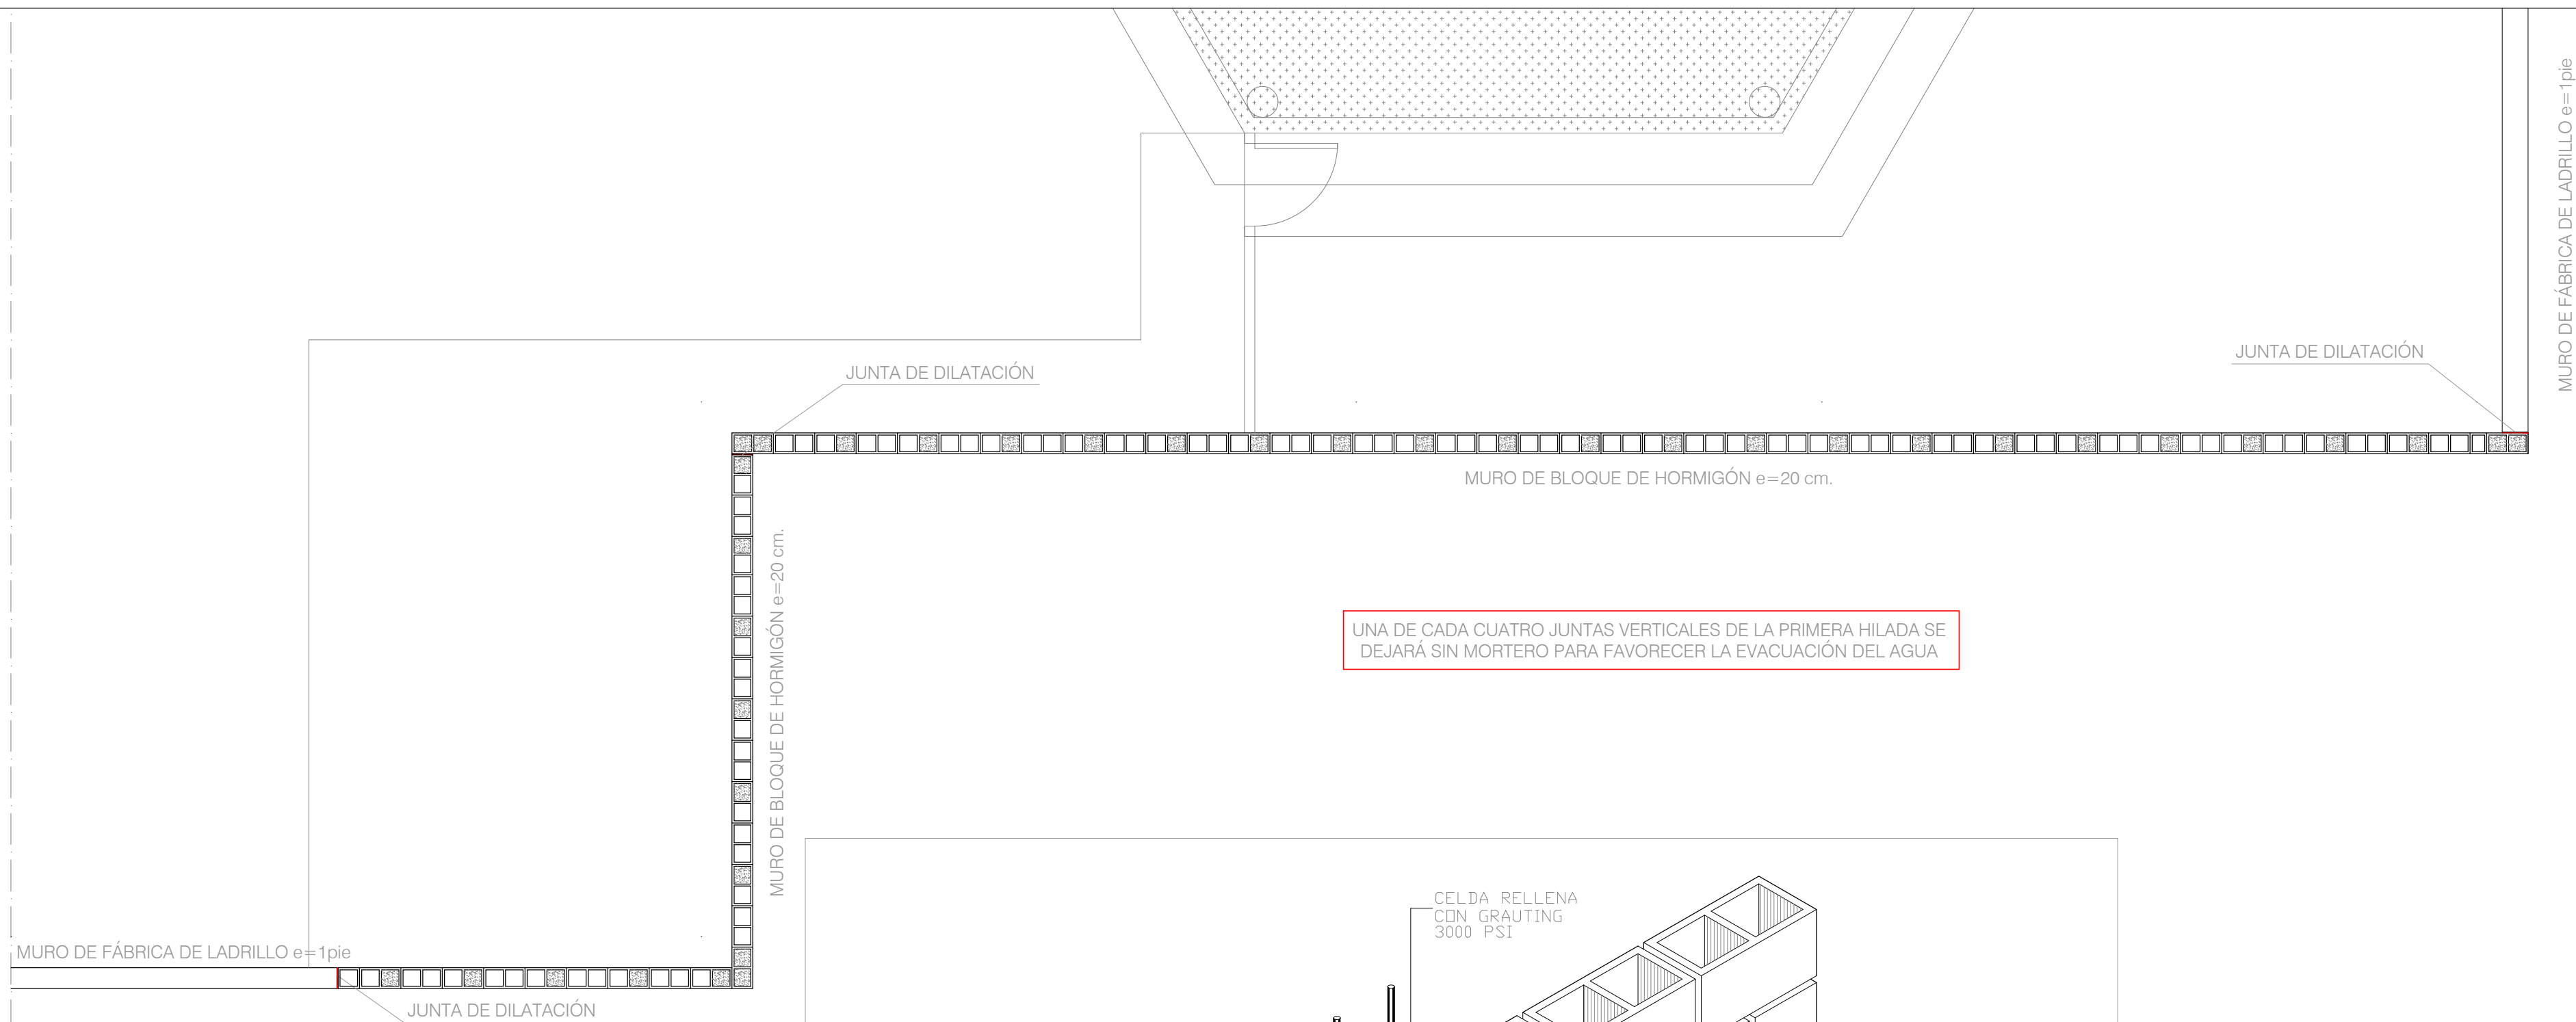 MURO DE FÁBRICA DE LADRILLO e=1pie
JUNTA DE DILATACIÓN
JUNTA DE DILATACIÓN
MURO DE BLOQUE DE HORMIGÓN e=20 cm.
MURO DE BLOQUE DE HORMIGÓN e=20 cm.
UNA DE CADA CUATRO JUNTAS VERTICALES DE LA PRIMERA HILADA SE
DEJARÁ SIN MORTERO PARA FAVORECER LA EVACUACIÓN DEL AGUA
CELDA RELLENA
CON GRAUTING
3000 PSI
MURO DE FÁBRICA DE LADRILLO e=1pie
JUNTA DE DILATACIÓN